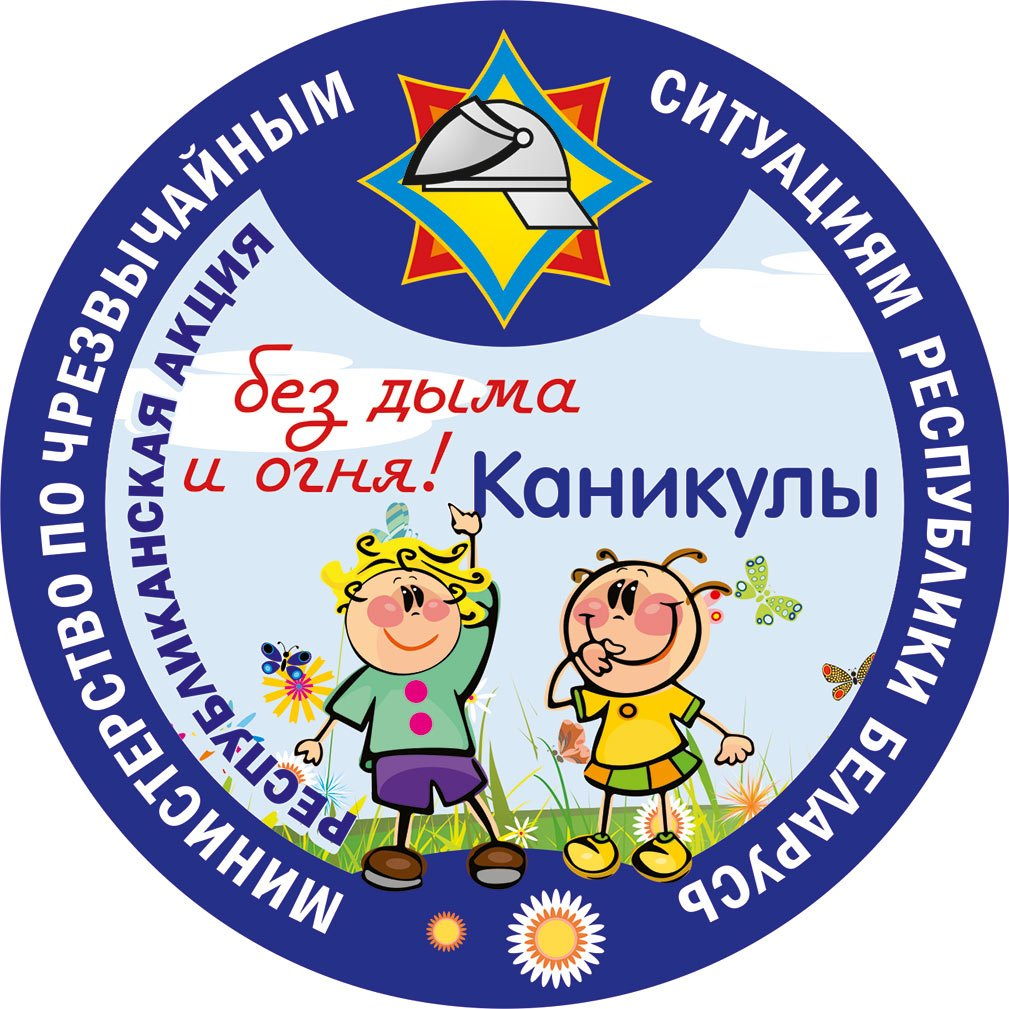 МИНИСТЕРСТВО ПО ЧРЕЗВЫЧАЙНЫМ СИТУАЦИЯМ РЕСПУБЛИКИ БЕЛАРУСЬ
РЕСПУБЛИКАНСКАЯ АКЦИЯ
без дыма
и огня!
Каникулы